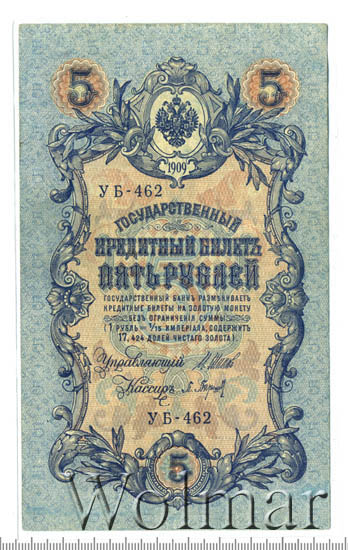 5 5
1909
УБ-462
ГОСУДАРСТВЕННЫЙ
КРЕДИТНЫЙ БИЛЕТЪ
ПЯТЬ РУБЛЕЙ
ГОСУДАРСТВЕННЫЙ БАНКЪ РАЗМѢНИВАЕТЪ
КРЕДИТНЫЕ БИЛЕТЫ НА ЗОЛОТУЮ МОНЕТУ
БЕЗЪ ОГРАНИЧЕНІЯ СУММЫ
(1 РУБЛЬ = 1/15 ИМПЕРІАЛА, СОДЕРЖИТЪ
17,424 ДОЛЕЙ ЧИСТАГО ЗОЛОТА).
Управляющій
Кассиръ
УБ-462
5
Wolmar